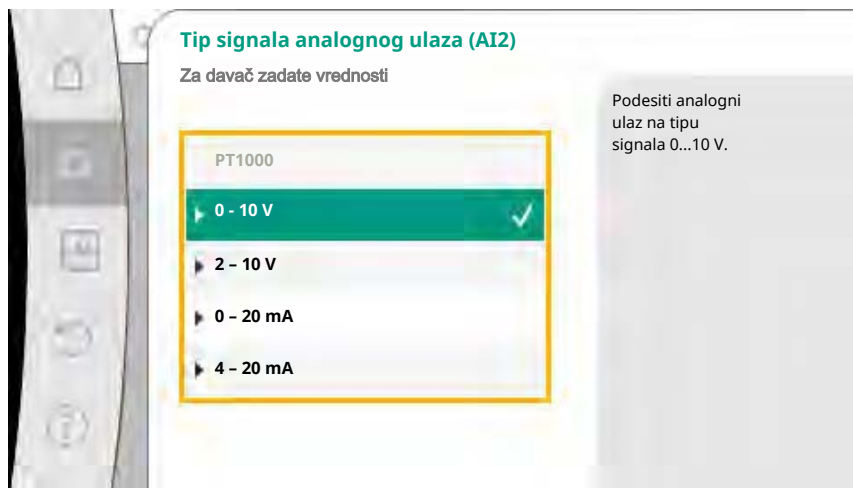 Tip signala analognog ulaza (AI2)
Za davač zadate vrednosti
PT1000
0 - 10 V
2 – 10 V
0 – 20 mA
4 – 20 mA
Podesiti analogni
ulaz na tipu
signala 0...10 V.